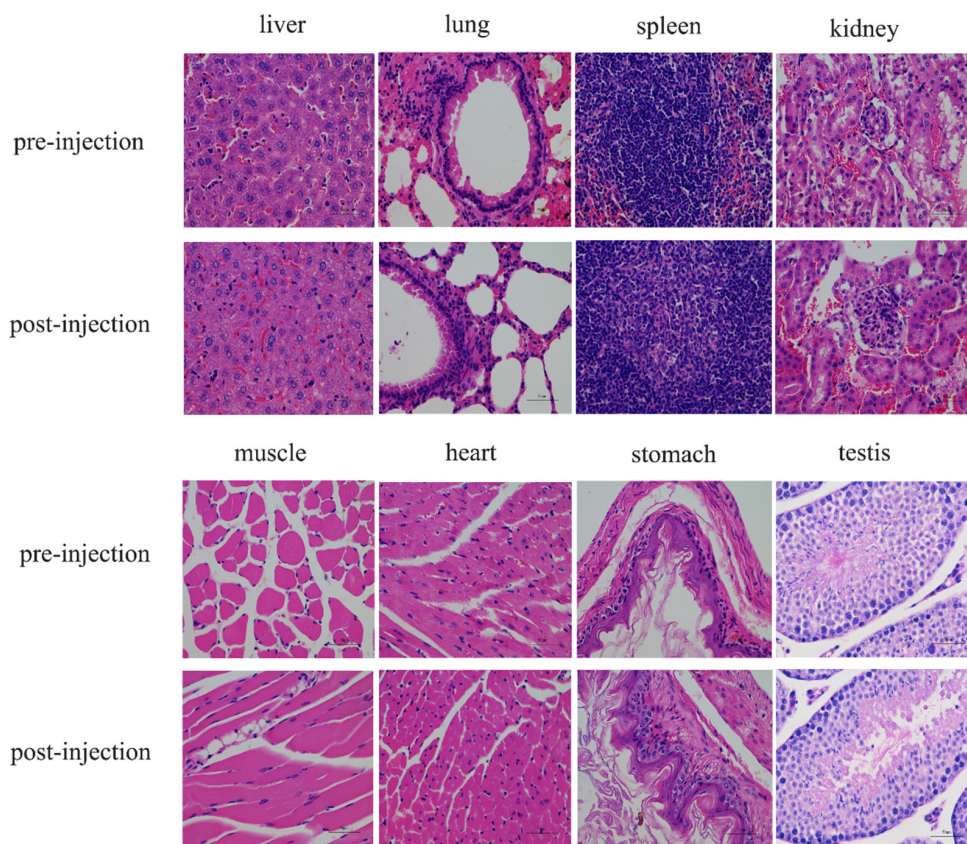 liver lung spleen kidney
pre-injection
post-injection
muscle heart stomach testis
pre-injection
post-injection